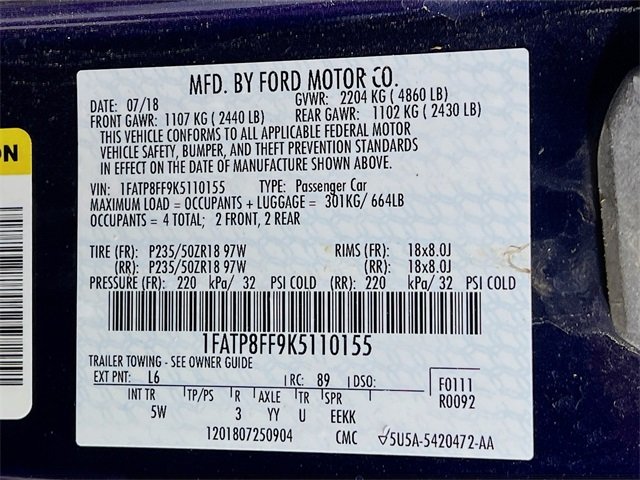 MFD. BY FORD MOTOR CO.
DATE: 07/18 GVWR: 2204 KG ( 4860 LB)
FRONT GAWR: 1107 KG ( 2440 LB) REAR GAWR: 1102 KG ( 2430 LB)
THIS VEHICLE CONFORMS TO ALL APPLICABLE FEDERAL MOTOR
VEHICLE SAFETY, BUMPER, AND THEFT PREVENTION STANDARDS
IN EFFECT ON THE DATE OF MANUFACTURE SHOWN ABOVE.
VIN: 1FATP8FF9K5110155 TYPE: Passenger Car
MAXIMUM LOAD = OCCUPANTS + LUGGAGE = 301KG/ 664LB
OCCUPANTS = 4 TOTAL; 2 FRONT, 2 REAR
TIRE (FR): P235/50ZR18 97W RIMS (FR): 18x8.0J
(RR): P235/50ZR18 97W (RR): 18x8.0J
PRESSURE (FR): 220 kPa/ 32 PSI COLD (RR): 220 kPa/ 32 PSI COLD
1FATP8FF9K5110155
TRAILER TOWING - SEE OWNER GUIDE
EXT PNT: L6 RC: 89 DSO: F0111
INT TR TP/PS R AXLE TR SPR R0092
5W 3 YY U EEKK
1201807250904 CMC 5U5A-5420472-AA
ON